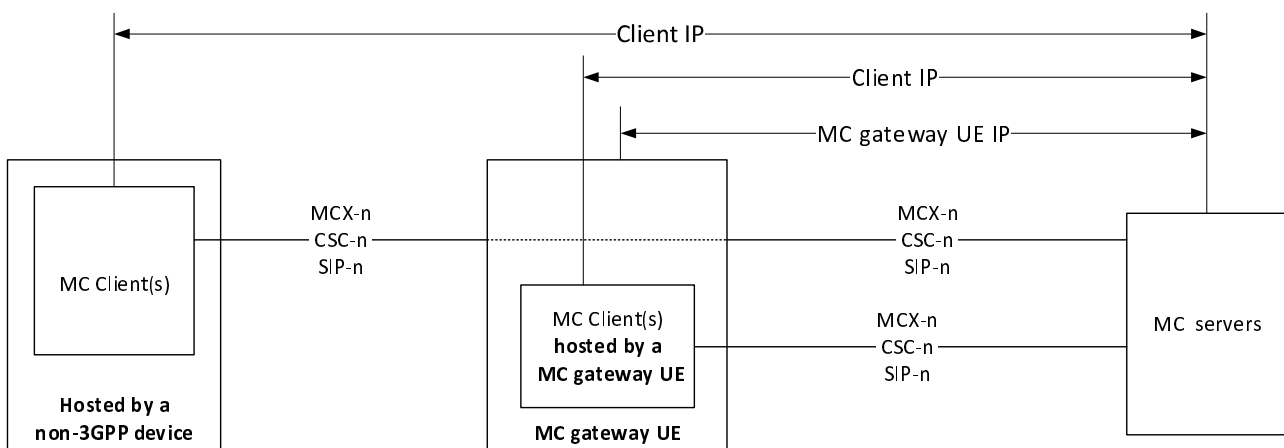 Client IP
Client IP
MC gateway UE IP
MCX-n
CSC-n
SIP-n
MCX-n
CSC-n
SIP-n
MC Client(s)
MC Client(s)
hosted by a
MC gateway UE
MCX-n
CSC-n
SIP-n
MC servers
Hosted by a
non-3GPP device
MC gateway UE